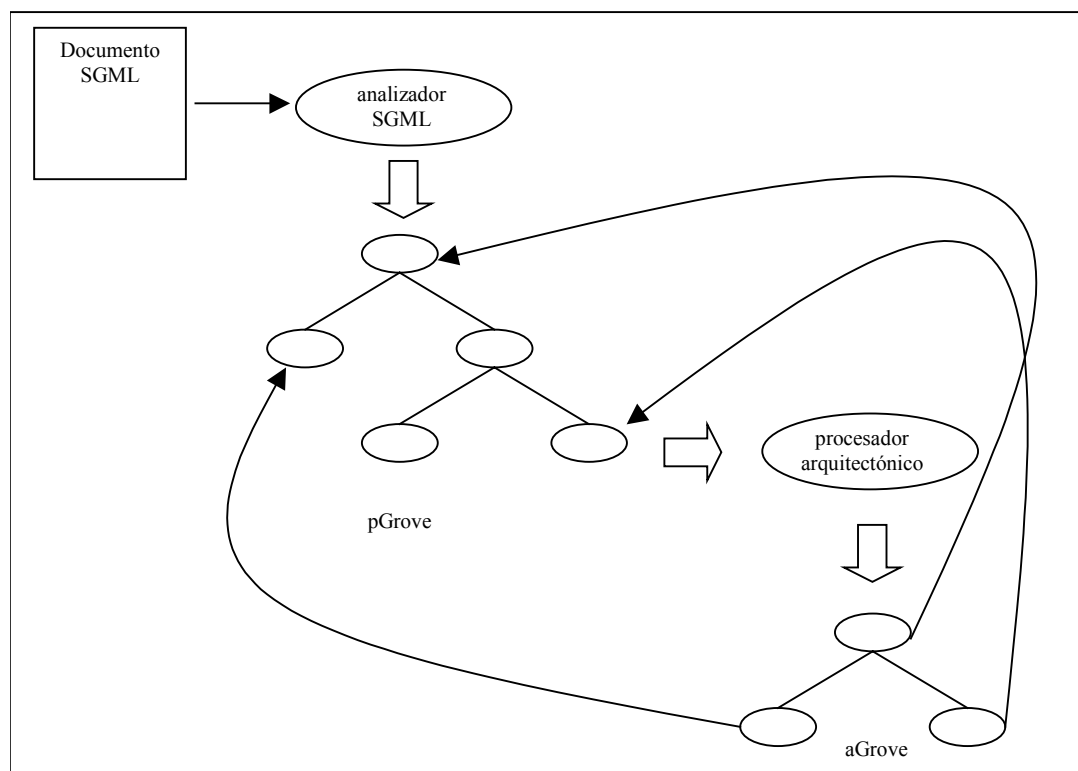 Documento
SGML
analizador
SGML
procesador
arquitectónico
pGrove
aGrove